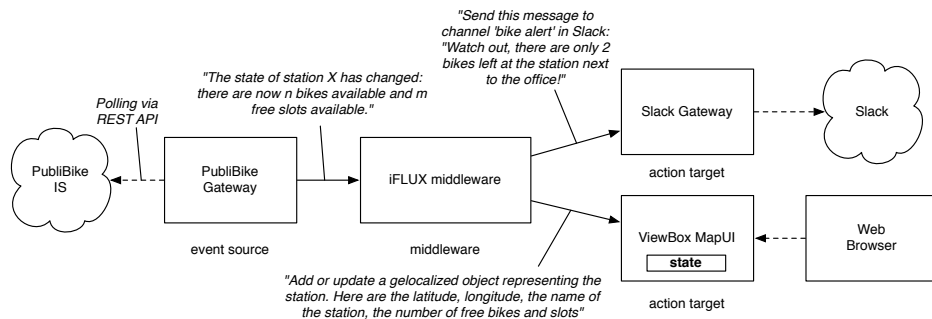 "Send this message to
channel 'bike alert' in Slack:
"Watch out, there are only 2
bikes left at the station next
to the office!"
"The state of station X has changed:
there are now n bikes available and m
free slots available."
Polling via
REST API
PubliBike
IS
PubliBike
Gateway
event source
iFLUX middleware
middleware
Slack Gateway
action target
Slack
ViewBox MapUI
state
action target
Web
Browser
"Add or update a gelocalized object representing the
station. Here are the latitude, longitude, the name of
the station, the number of free bikes and slots"